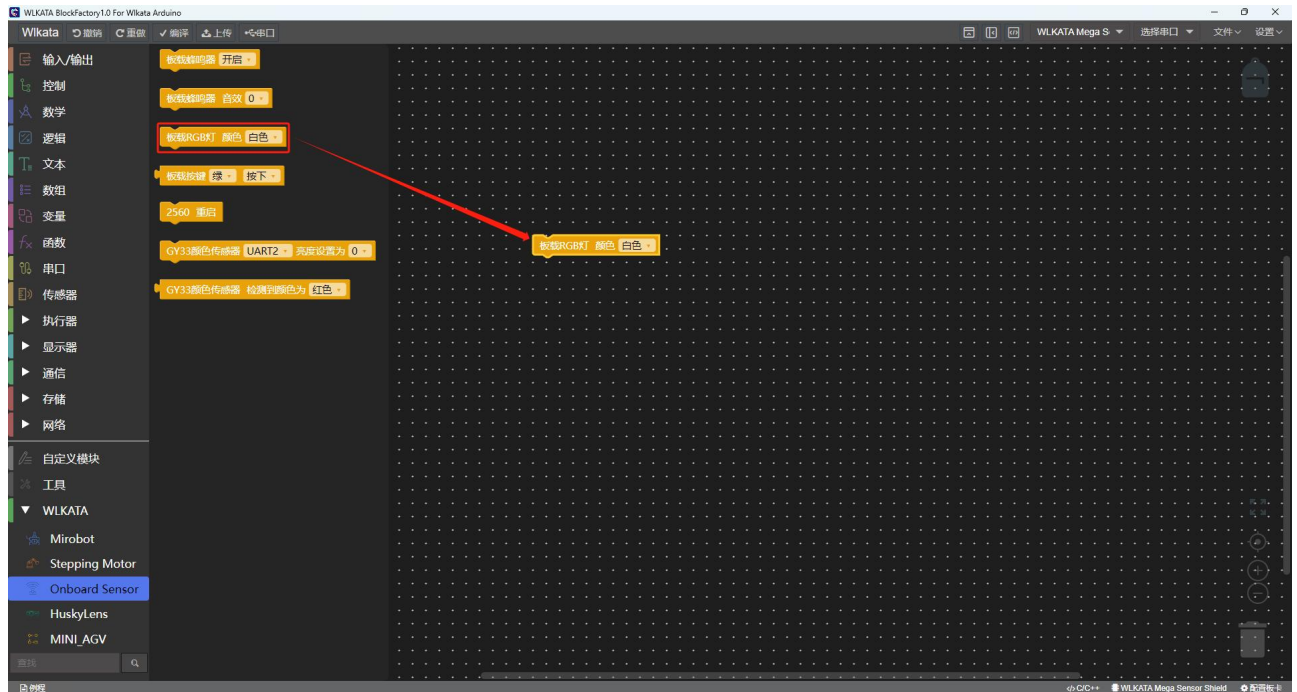 WLKATA BlockFactory1.0 For Wlkata Arduino
Wlkata 撤销 重做 编译 上传 串口 WLKATA Mega S 选择串口 文件 设置
输入/输出
控制
数学
逻辑
文本
数组
变量
函数
串口
传感器
执行器
显示器
通信
存储
网络
自定义模块
工具
WLKATA
Mirobot
Stepping Motor
Onboard Sensor
HuskyLens
MINI_AGV
查找
板载蜂鸣器 开启
板载蜂鸣器 音效 0
板载RGB灯 颜色 白色
板载按键 绿 按下
2560 重启
GY33颜色传感器 UART2 亮度设置为 0
GY33颜色传感器 检测到颜色为 红色
板载RGB灯 颜色 白色
例程 C/C++ WLKATA Mega Sensor Shield 配置板卡